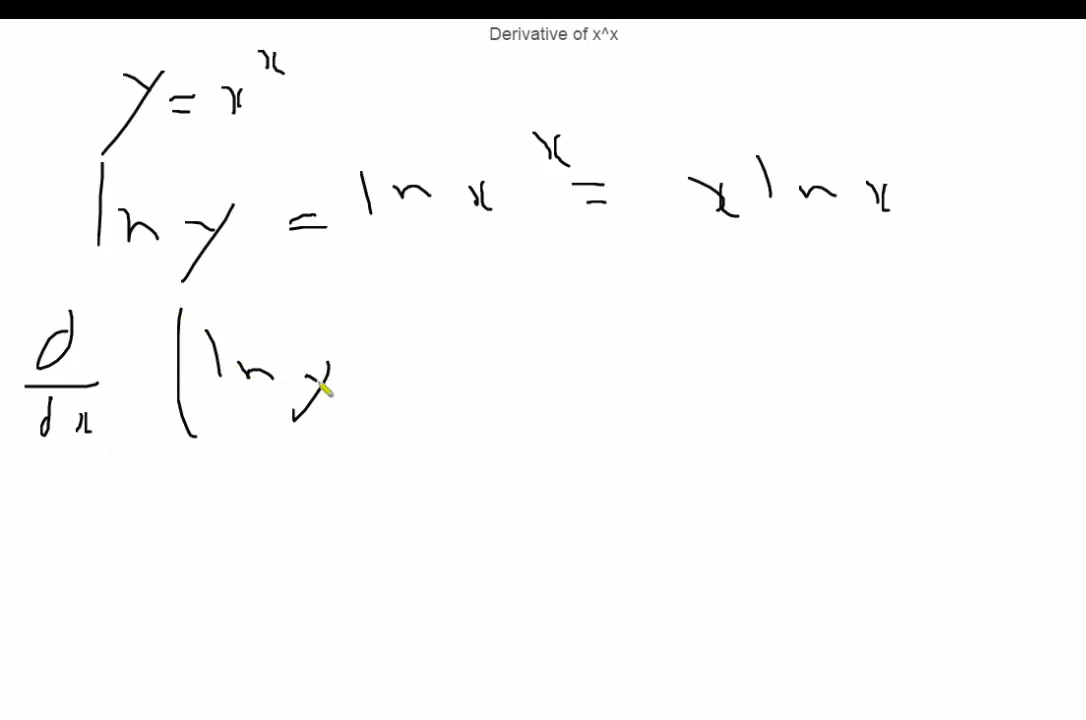 Derivative of x^x
y = x^x
ln y = ln x^x = x ln x
d/dx (ln y